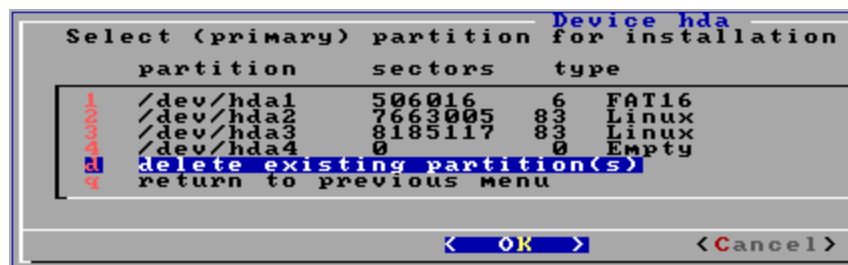 Device hda
Select (primary) partition for installation
partition sectors type
1 /dev/hda1 506016 6 FAT16
2 /dev/hda2 7663005 83 Linux
3 /dev/hda3 8185117 83 Linux
4 /dev/hda4 0 0 Empty
d delete existing partition(s)
q return to previous menu
< OK > <Cancel>